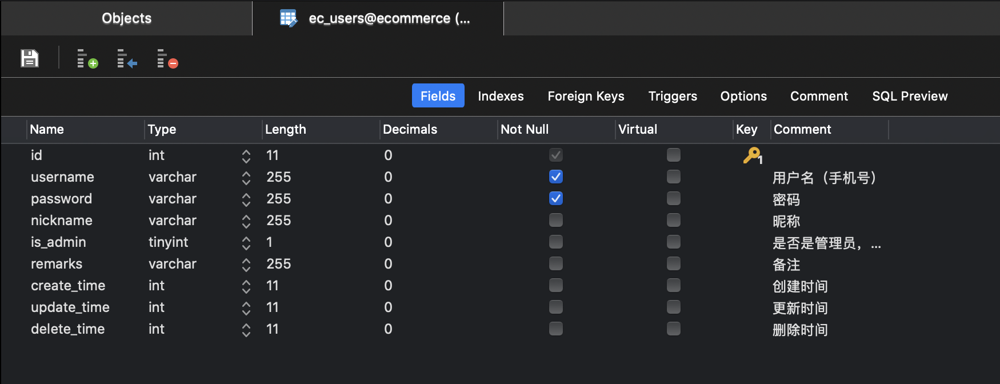 Objects ec_users@ecommerce (...
Fields Indexes Foreign Keys Triggers Options Comment SQL Preview
Name Type Length Decimals Not Null Virtual Key Comment
id int 11 0 1
username varchar 255 0 用户名（手机号）
password varchar 255 0 密码
nickname varchar 255 0 昵称
is_admin tinyint 1 0 是否是管理员，...
remarks varchar 255 0 备注
create_time int 11 0 创建时间
update_time int 11 0 更新时间
delete_time int 11 0 删除时间